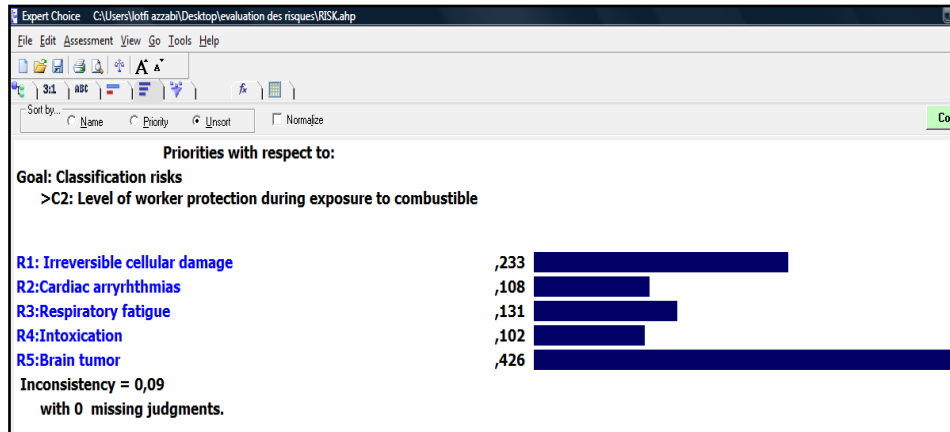 Expert Choice C:\Users\lotfi azzabi\Desktop\evaluation des risques\RISK.ahp
File Edit Assessment View Go Tools Help
A A
3:1 ABC fx
Sort by... Name Priority Unsort Normalize Co
Priorities with respect to:
Goal: Classification risks
>C2: Level of worker protection during exposure to combustible
R1: Irreversible cellular damage ,233
R2:Cardiac arryrhthmias ,108
R3:Respiratory fatigue ,131
R4:Intoxication ,102
R5:Brain tumor ,426
Inconsistency = 0,09
with 0 missing judgments.